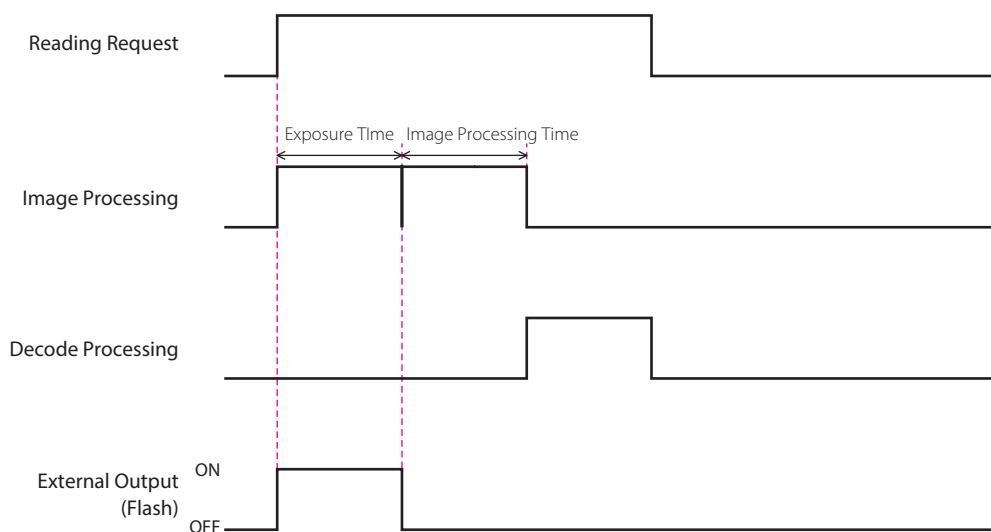 Reading Request
Exposure TIme Image Processing Time
Image Processing
Decode Processing
ON
External Output
(Flash)
OFF